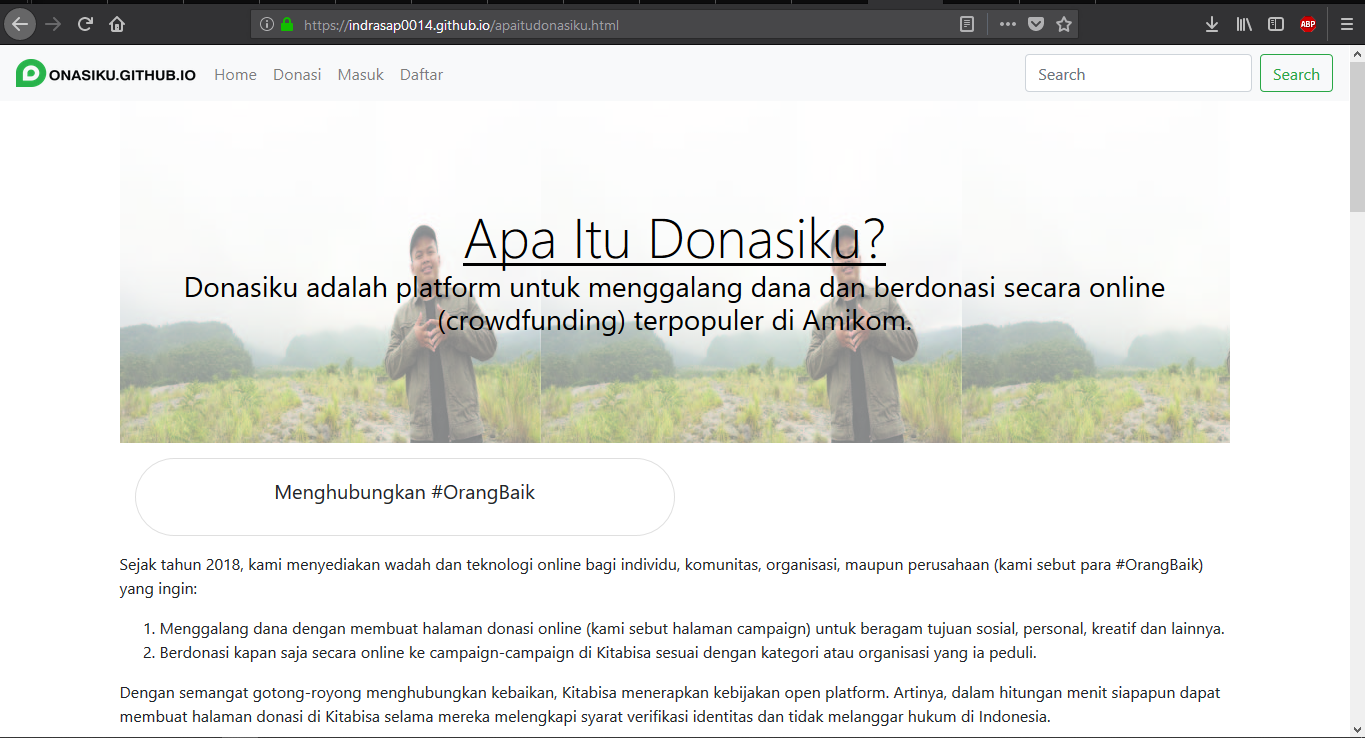 https://indrasap0014.github.io/apaitudonasiku.html
ABP
DONASIKU.GITHUB.IO Home Donasi Masuk Daftar Search Search
Apa Itu Donasiku?
Donasiku adalah platform untuk menggalang dana dan berdonasi secara online
(crowdfunding) terpopuler di Amikom.
Menghubungkan #OrangBaik
Sejak tahun 2018, kami menyediakan wadah dan teknologi online bagi individu, komunitas, organisasi, maupun perusahaan (kami sebut para #OrangBaik)
yang ingin:
1. Menggalang dana dengan membuat halaman donasi online (kami sebut halaman campaign) untuk beragam tujuan sosial, personal, kreatif dan lainnya.
2. Berdonasi kapan saja secara online ke campaign-campaign di Kitabisa sesuai dengan kategori atau organisasi yang ia peduli.
Dengan semangat gotong-royong menghubungkan kebaikan, Kitabisa menerapkan kebijakan open platform. Artinya, dalam hitungan menit siapapun dapat
membuat halaman donasi di Kitabisa selama mereka melengkapi syarat verifikasi identitas dan tidak melanggar hukum di Indonesia.